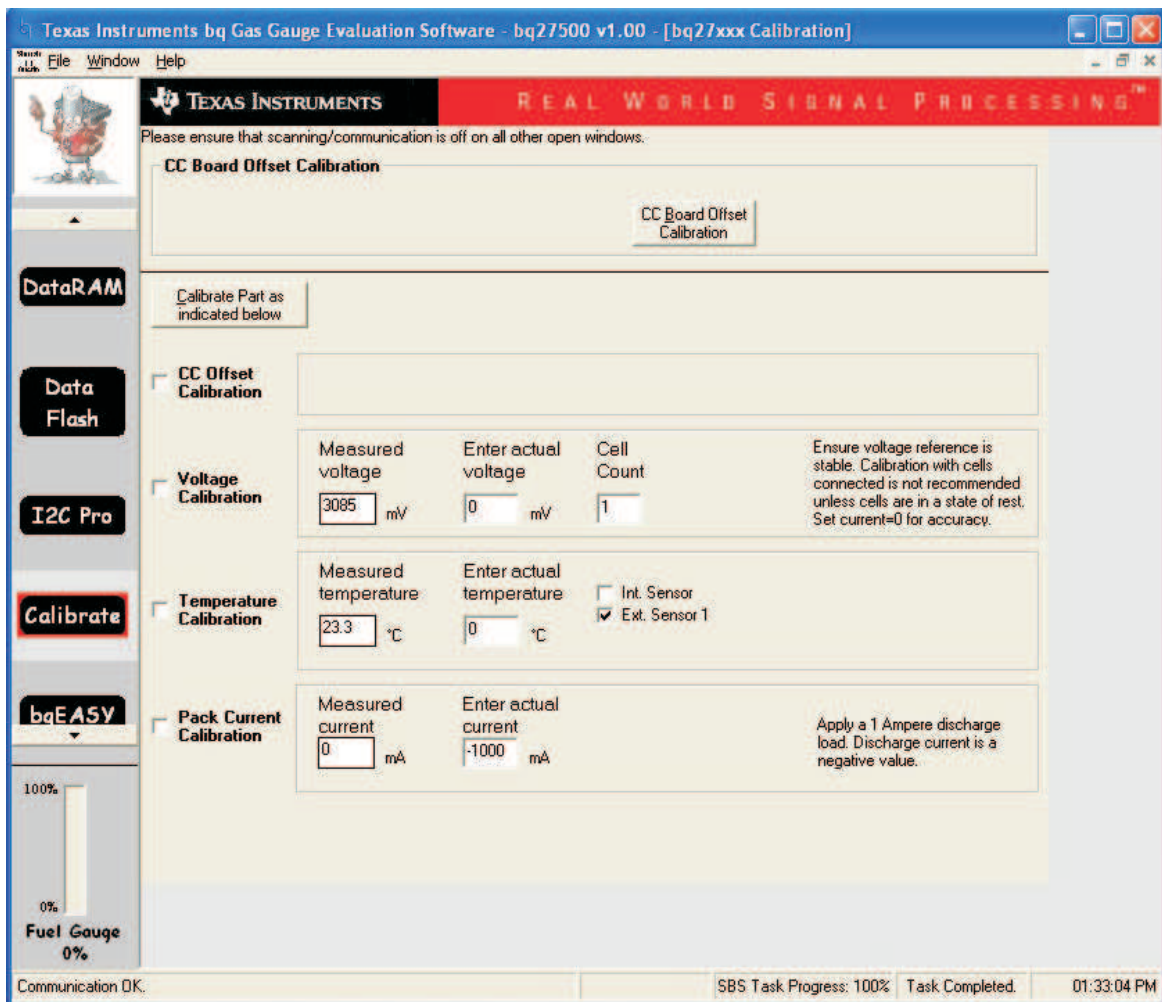 Texas Instruments bq Gas Gauge Evaluation Software - bq27500 v1.00 - [bq27xxx Calibration]
File Window Help
TEXAS INSTRUMENTS
REAL WORLD SIGNAL PROCESSING™
Please ensure that scanning/communication is off on all other open windows.
CC Board Offset Calibration
CC Board Offset
Calibration
DataRAM
Data
Flash
I2C Pro
Calibrate
bqEASY
100%
0%
Fuel Gauge
0%
Calibrate Part as
indicated below
CC Offset
Calibration
Voltage
Calibration
Measured
voltage
3085 mV
Enter actual
voltage
0 mV
Cell
Count
1
Ensure voltage reference is
stable. Calibration with cells
connected is not recommended
unless cells are in a state of rest.
Set current=0 for accuracy.
Temperature
Calibration
Measured
temperature
23.3 °C
Enter actual
temperature
0 °C
Int. Sensor
Ext. Sensor 1
Pack Current
Calibration
Measured
current
0 mA
Enter actual
current
-1000 mA
Apply a 1 Ampere discharge
load. Discharge current is a
negative value.
Communication OK.
SBS Task Progress: 100%
Task Completed.
01:33:04 PM